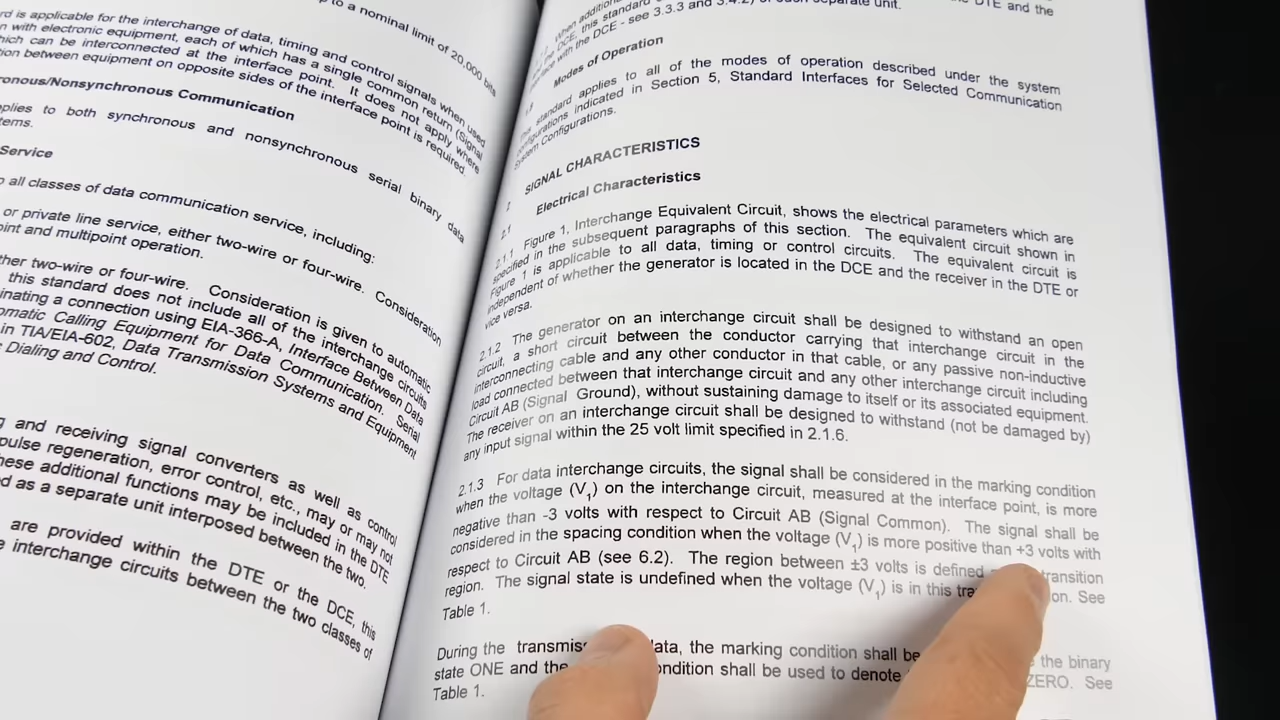 to a nominal limit of 20,000 bits
rd is applicable for the interchange of data, timing and control signals when used
n with electronic equipment, each of which has a single common return (Signal
hich can be interconnected at the interface point. It does not apply where
tion between equipment on opposite sides of the interface point is required.
ronous/Nonsynchronous Communication
plies to both synchronous and nonsynchronous serial binary data
tems.
Service
o all classes of data communication service, including:
or private line service, either two-wire or four-wire. Consideration
oint and multipoint operation.
ther two-wire or four-wire. Consideration is given to automatic
this standard does not include all of the interchange circuits
inating a connection using EIA-366-A, Interface Between Data
omatic Calling Equipment for Data Communication. Serial
in TIA/EIA-602, Data Transmission Systems and Equipment
Dialing and Control.
g and receiving signal converters as well as control
pulse regeneration, error control, etc., may or may not
hese additional functions may be included in the DTE
d as a separate unit interposed between the two.
are provided within the DTE or the DCE, this
e interchange circuits between the two classes of
DTE and the
When additional
the DCE, this standard of each separate unit.
with the DCE - see 3.3.3 and 3.4.2)
Modes of Operation
This standard applies to all of the modes of operation described under the system
configurations indicated in Section 5, Standard Interfaces for Selected Communication
System Configurations.
SIGNAL CHARACTERISTICS
2.1 Electrical Characteristics
2.1.1 Figure 1. Interchange Equivalent Circuit, shows the electrical parameters which are
specified in the subsequent paragraphs of this section. The equivalent circuit shown in
Figure 1 is applicable to all data, timing or control circuits. The equivalent circuit is
independent of whether the generator is located in the DCE and the receiver in the DTE or
vice versa.
2.1.2 The generator on an interchange circuit shall be designed to withstand an open
circuit, a short circuit between the conductor carrying that interchange circuit in the
interconnecting cable and any other conductor in that cable, or any passive non-inductive
load connected between that interchange circuit and any other interchange circuit including
Circuit AB (Signal Ground), without sustaining damage to itself or its associated equipment.
The receiver on an interchange circuit shall be designed to withstand (not be damaged by)
any input signal within the 25 volt limit specified in 2.1.6.
2.1.3 For data interchange circuits, the signal shall be considered in the marking condition
when the voltage (V1) on the interchange circuit, measured at the interface point, is more
negative than -3 volts with respect to Circuit AB (Signal Common). The signal shall be
considered in the spacing condition when the voltage (V1) is more positive than +3 volts with
respect to Circuit AB (see 6.2). The region between ±3 volts is defined transition
region. The signal state is undefined when the voltage (V1) is in this tra on. See
Table 1.
During the transmiss data, the marking condition shall be the binary
state ONE and the condition shall be used to denote ZERO. See
Table 1.